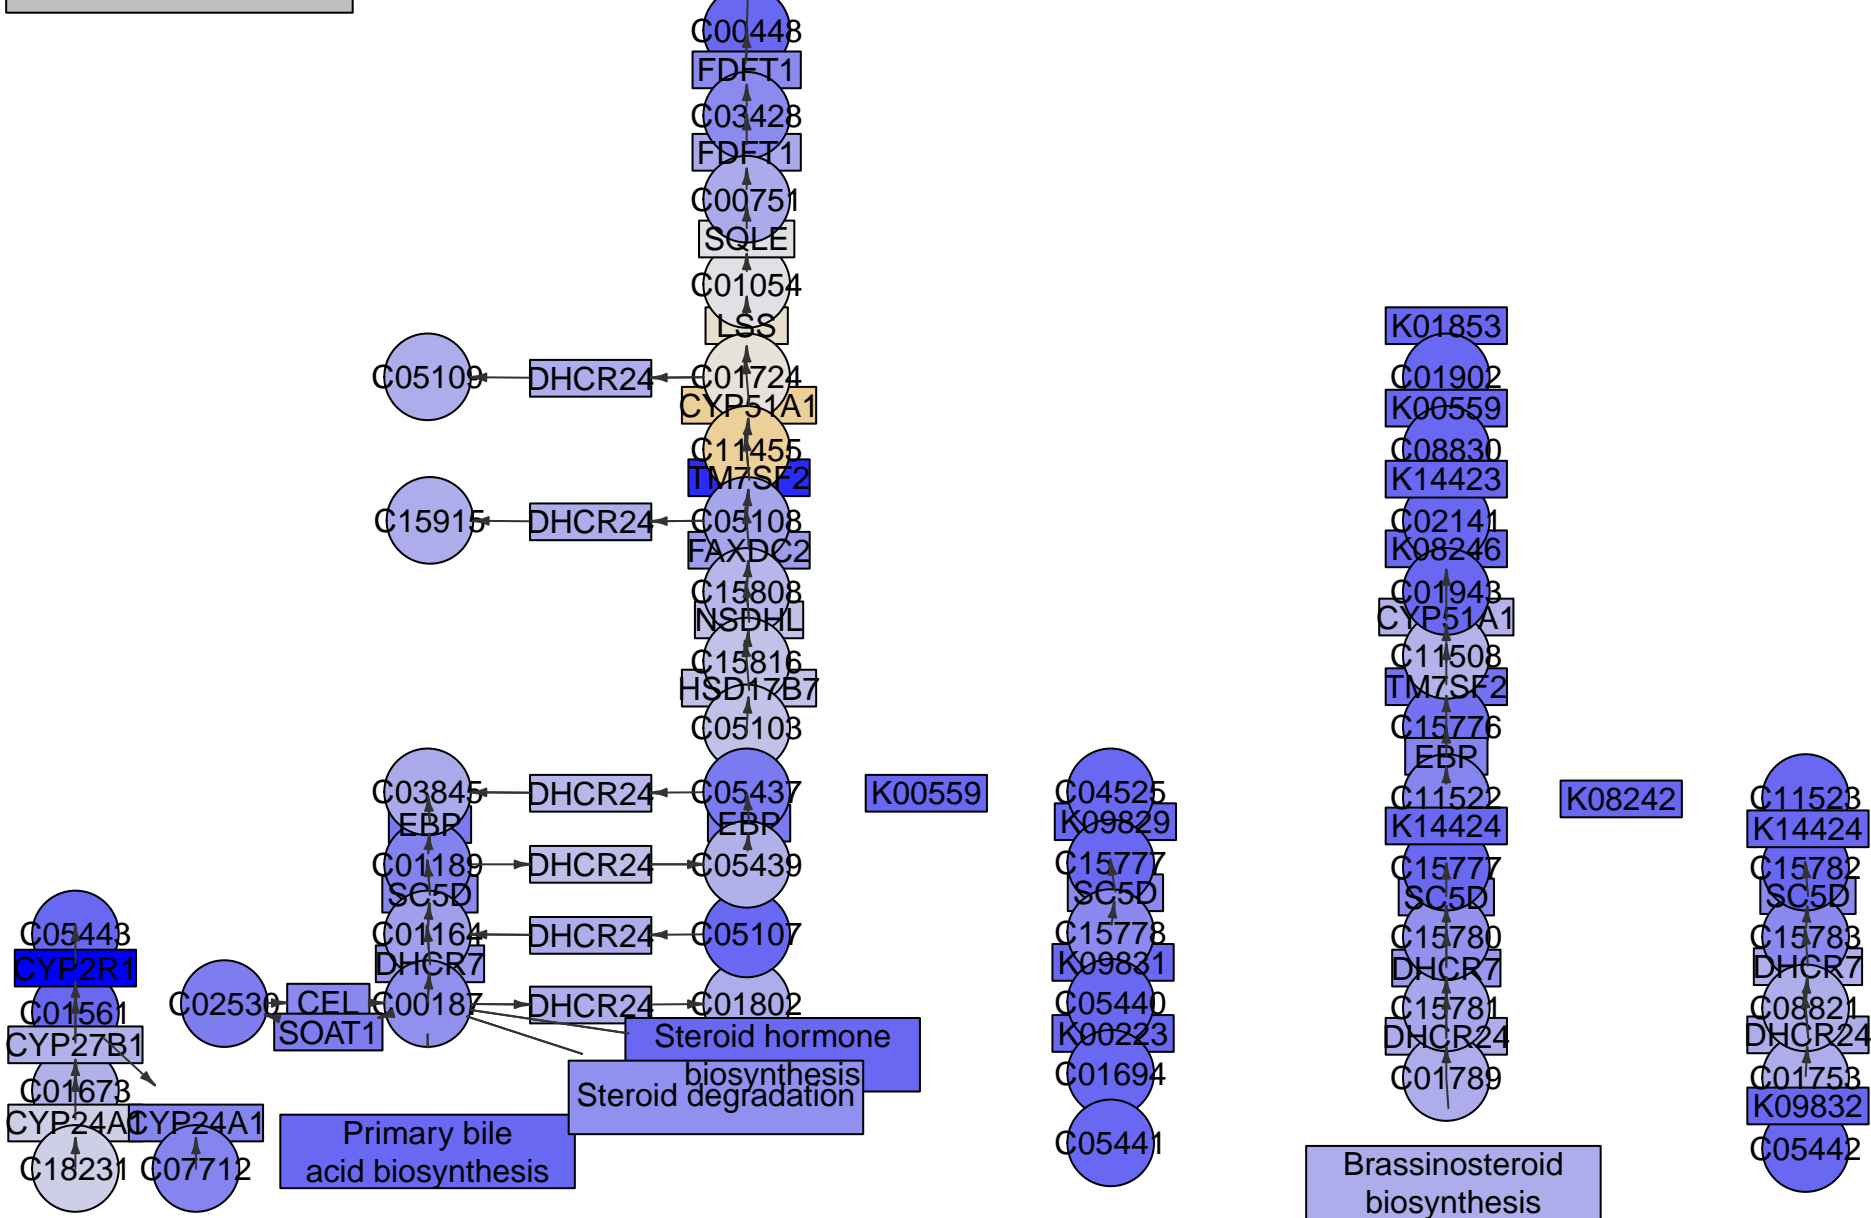 C00448
FDFT1
C03428
FDFT1
C00751
SQLE
C01054
LSS
C05109
DHCR24
C01724
CYP51A1
C11455
TM7SF2
C15915
DHCR24
C05108
FAXDC2
C15808
NSDHL
C15816
HSD17B7
C05103
C03845
DHCR24
C05437
EBP
EBP
C01189
DHCR24
C05439
SC5D
C01164
DHCR24
C05107
DHCR7
C02530
CEL
SOAT1
C00187
DHCR24
C01802
C05443
CYP2R1
C01561
CYP27B1
C01673
CYP24A1
CYP24A1
C18231
C07712
Steroid hormone
biosynthesis
Steroid degradation
Primary bile
acid biosynthesis
K00559
C04525
K09829
C15777
SC5D
C15778
K09831
C05440
K00223
C01694
C05441
K01853
C01902
K00559
C08830
K14423
C02141
K08246
C01943
CYP51A1
C11508
TM7SF2
C15776
EBP
C11522
K14424
C15777
SC5D
C15780
DHCR7
C15781
DHCR24
C01789
Brassinosteroid
biosynthesis
K08242
C11523
K14424
C15782
SC5D
C15783
DHCR7
C08821
DHCR24
C01753
K09832
C05442